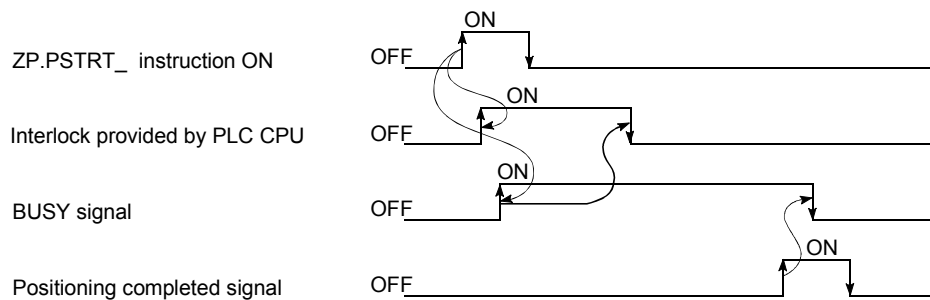 ON
ZP.PSTRT_ instruction ON OFF
ON
Interlock provided by PLC CPU OFF
ON
BUSY signal OFF
ON
Positioning completed signal OFF